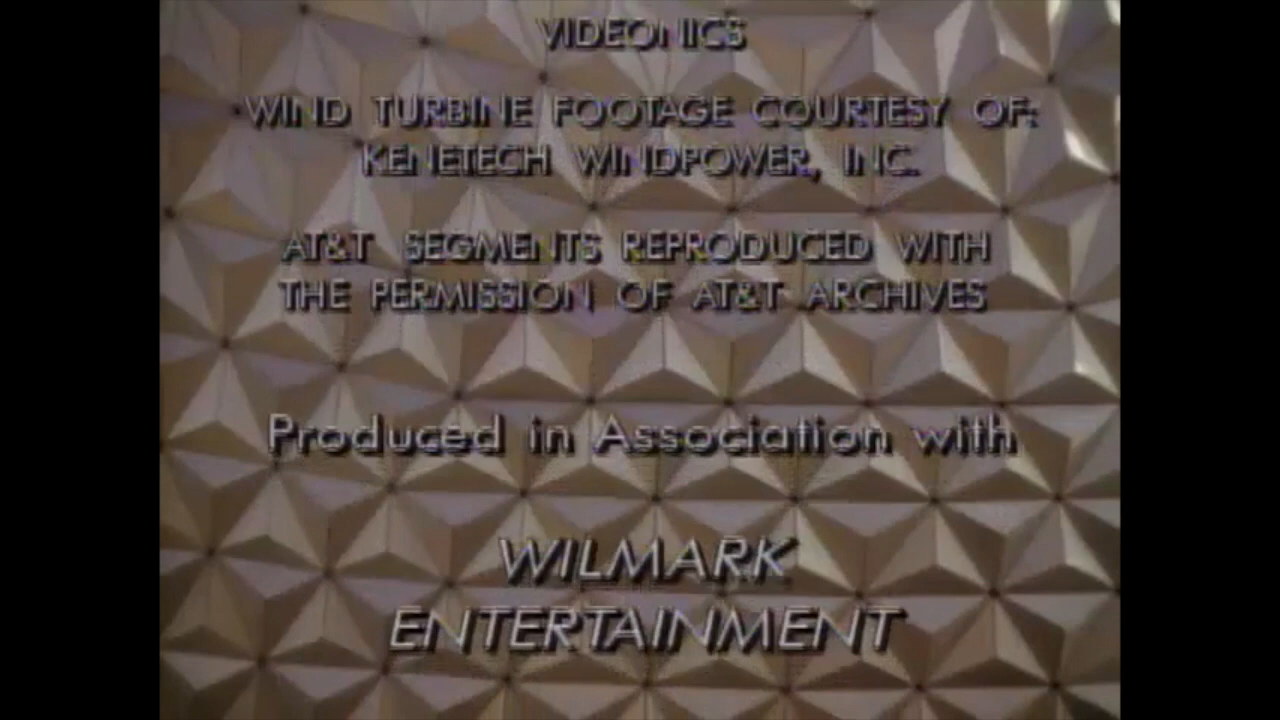 VIDEONICS
WIND TURBINE FOOTAGE COURTESY OF:
KENETECH WINDPOWER, INC.
AT&T SEGMENTS REPRODUCED WITH
THE PERMISSION OF AT&T ARCHIVES
Produced in Association with
WILMARK
ENTERTAINMENT